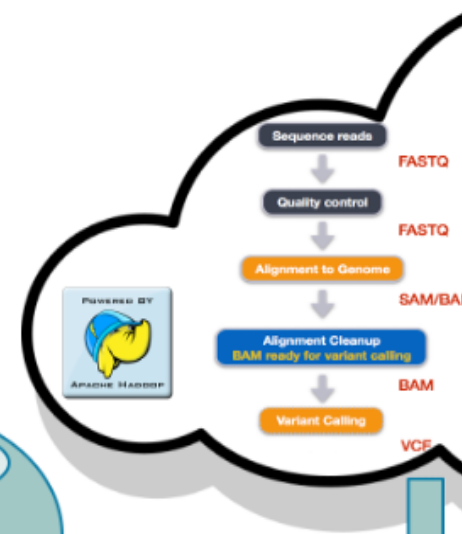 Sequence reads
FASTQ
Quality control
FASTQ
Alignment to Genome
SAM/BAM
Alignment Cleanup
BAM ready for variant calling
BAM
Variant Calling
VCF
POWERED BY
APACHE HADOOP